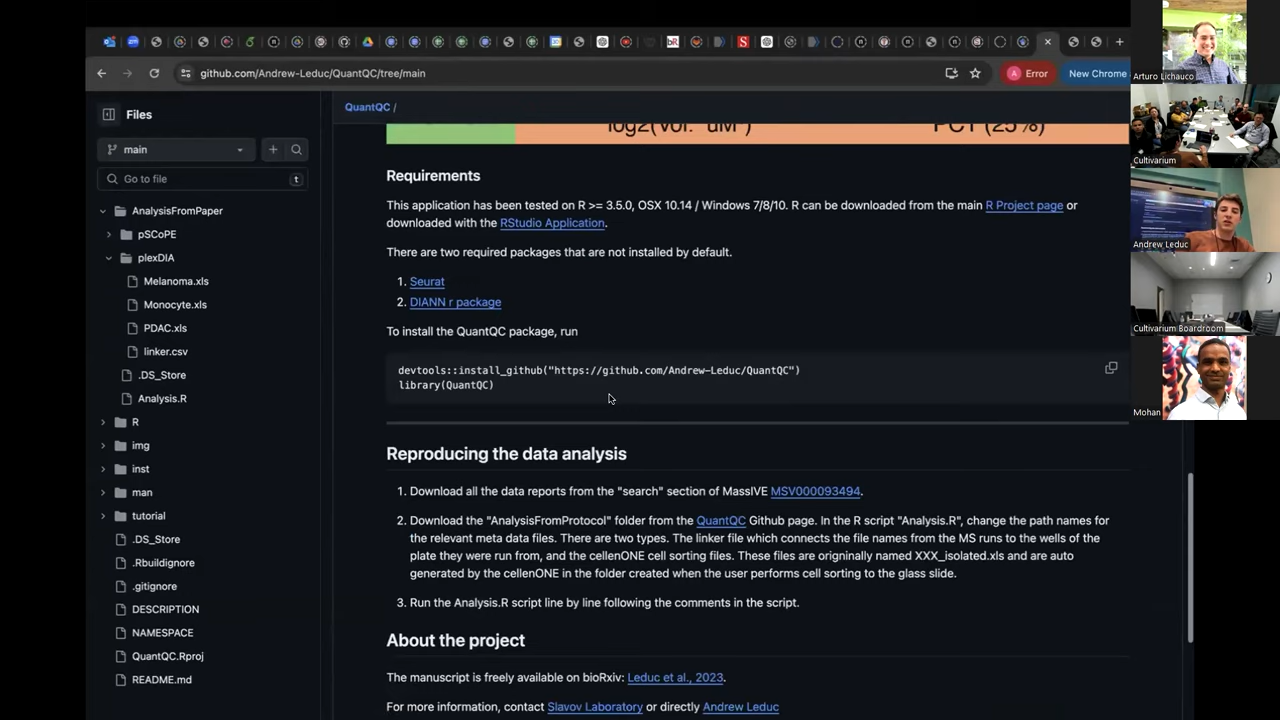 github.com/Andrew-Leduc/QuantQC/tree/main
Error
New Chrome
Files
main
Go to file
t
AnalysisFromPaper
pSCoPE
plexDIA
Melanoma.xls
Monocyte.xls
PDAC.xls
linker.csv
.DS_Store
Analysis.R
R
img
inst
man
tutorial
.DS_Store
.Rbuildignore
.gitignore
DESCRIPTION
NAMESPACE
QuantQC.Rproj
README.md
QuantQC /
log2(Vol. uM
PCT (25%)
Requirements
This application has been tested on R >= 3.5.0, OSX 10.14 / Windows 7/8/10. R can be downloaded from the main R Project page or
downloaded with the RStudio Application.
There are two required packages that are not installed by default.
1. Seurat
2. DIANN r package
To install the QuantQC package, run
devtools::install_github("https://github.com/Andrew-Leduc/QuantQC")
library(QuantQC)
Reproducing the data analysis
1. Download all the data reports from the "search" section of MassIVE MSV000093494.
2. Download the "AnalysisFromProtocol" folder from the QuantQC Github page. In the R script "Analysis.R", change the path names for
the relevant meta data files. There are two types. The linker file which connects the file names from the MS runs to the wells of the
plate they were run from, and the cellenONE cell sorting files. These files are originnally named XXX_isolated.xls and are auto
generated by the cellenONE in the folder created when the user performs cell sorting to the glass slide.
3. Run the Analysis.R script line by line following the comments in the script.
About the project
The manuscript is freely available on bioRxiv: Leduc et al., 2023.
For more information, contact Slavov Laboratory or directly Andrew Leduc
Arturo Lichauco
Cultivarium
Andrew Leduc
Cultivarium Boardroom
Mohan